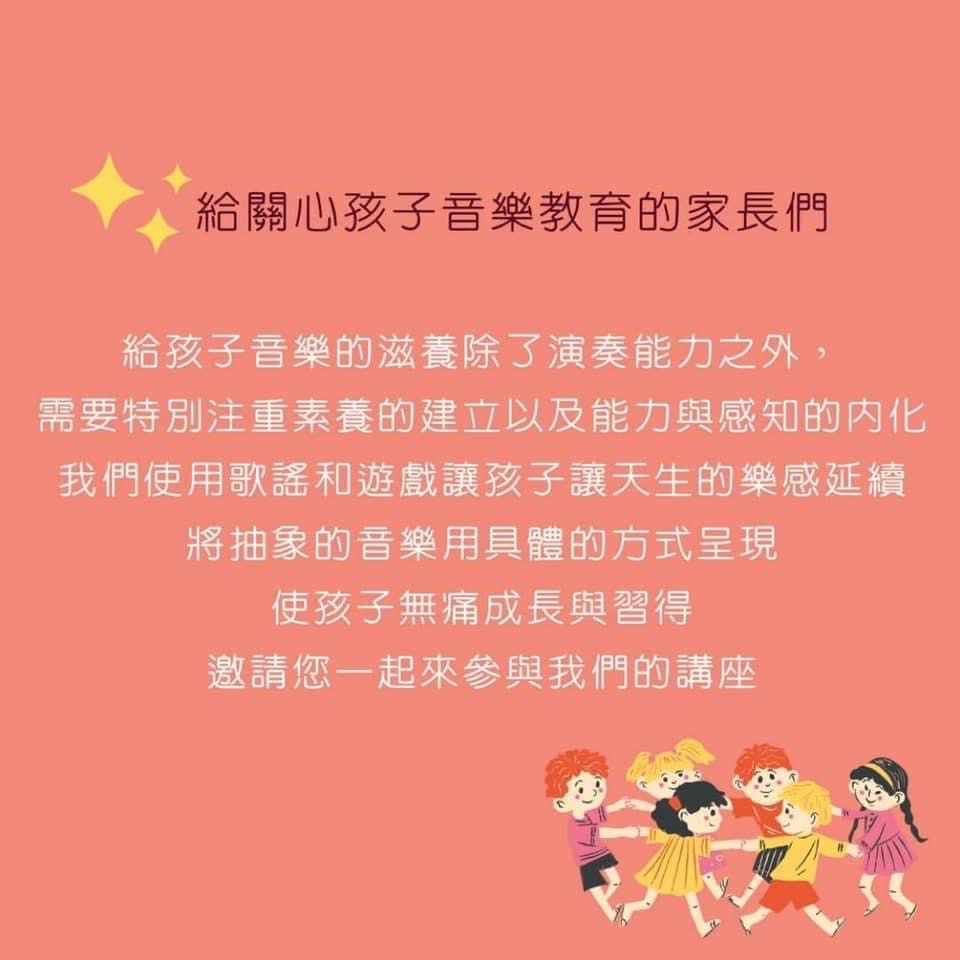 給關心孩子音樂教育的家長們
給孩子音樂的滋養除了演奏能力之外，
需要特別注重素養的建立以及能力與感知的內化
我們使用歌謠和遊戲讓孩子讓天生的樂感延續
將抽象的音樂用具體的方式呈現
使孩子無痛成長與習得
邀請您一起來參與我們的講座